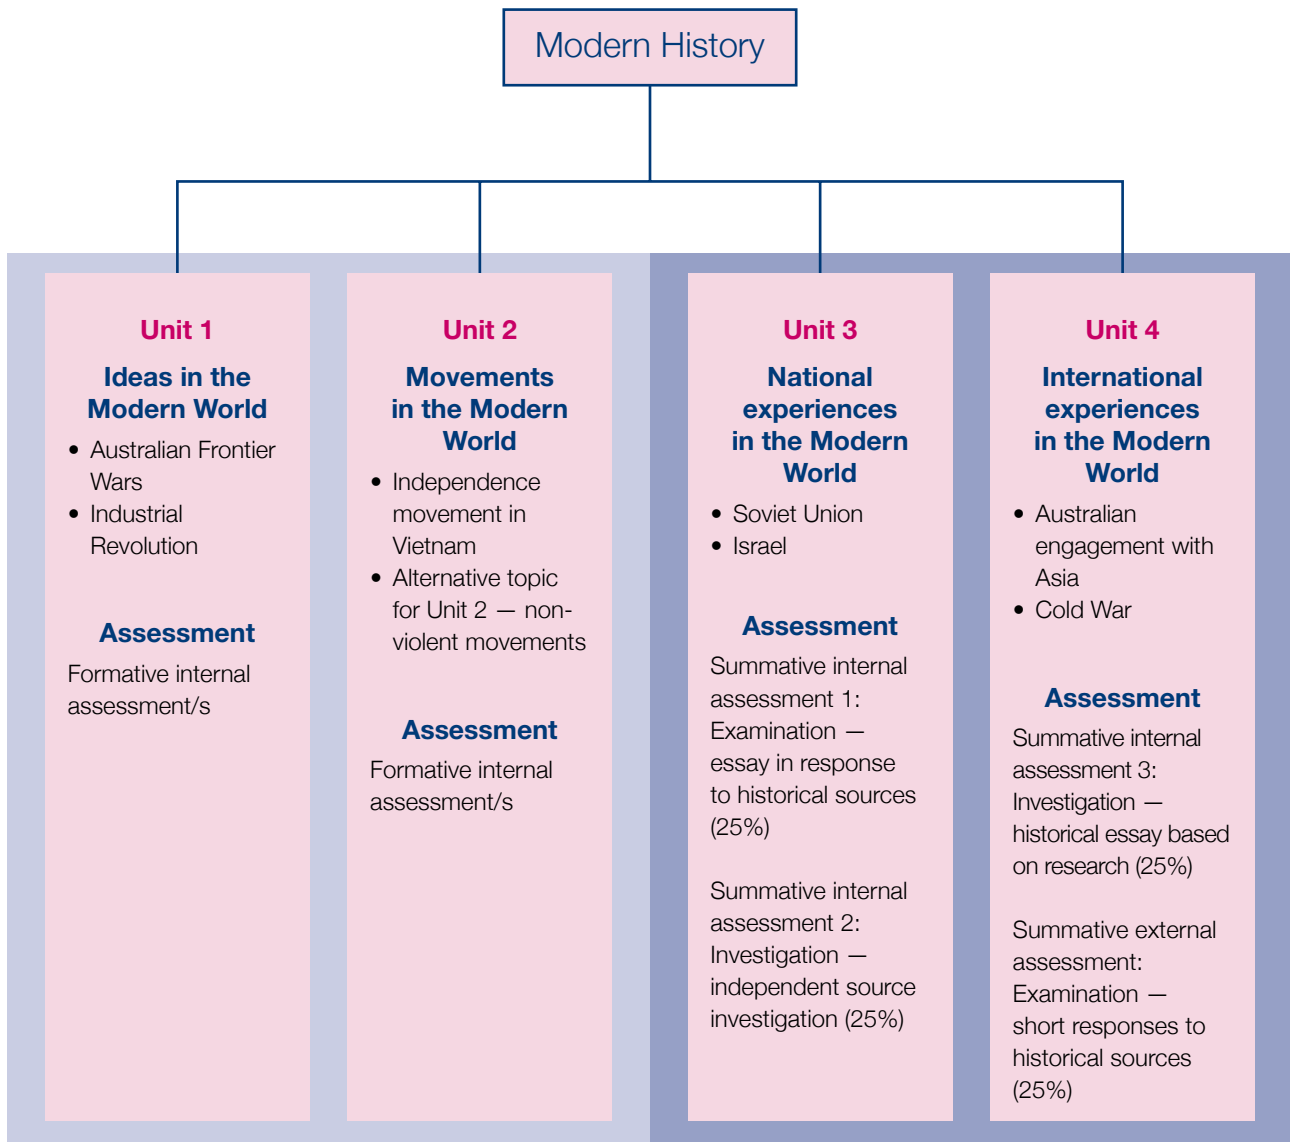 Modern History
Unit 1
Ideas in the
Modern World
• Australian Frontier
Wars
• Industrial
Revolution
Assessment
Formative internal
assessment/s
Unit 2
Movements
in the Modern
World
• Independence
movement in
Vietnam
• Alternative topic
for Unit 2 — non-
violent movements
Assessment
Formative internal
assessment/s
Unit 3
National
experiences
in the Modern
World
• Soviet Union
• Israel
Assessment
Summative internal
assessment 1:
Examination —
essay in response
to historical sources
(25%)
Summative internal
assessment 2:
Investigation —
independent source
investigation (25%)
Unit 4
International
experiences
in the Modern
World
• Australian
engagement with
Asia
• Cold War
Assessment
Summative internal
assessment 3:
Investigation —
historical essay based
on research (25%)
Summative external
assessment:
Examination —
short responses to
historical sources
(25%)